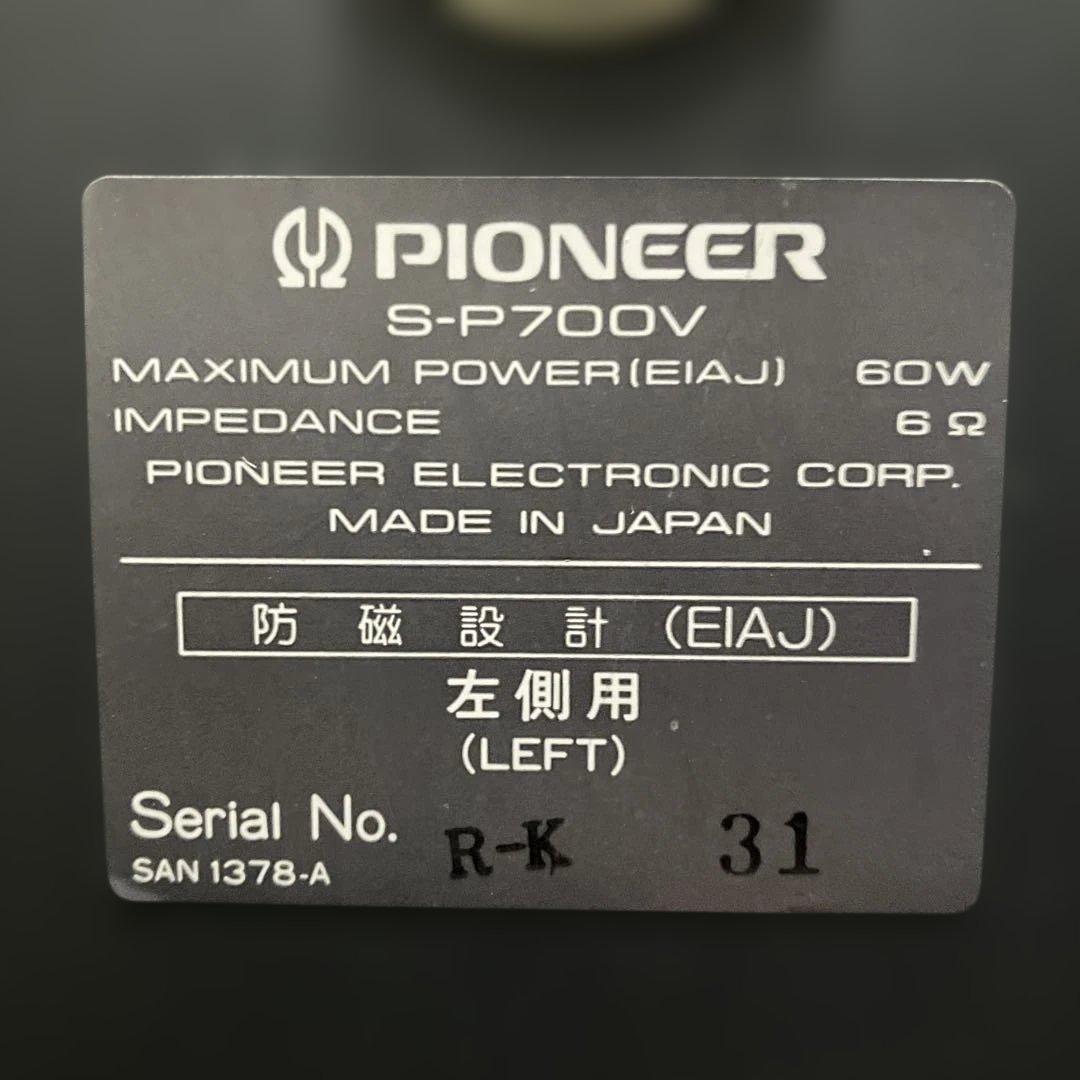 PIONEER
S-P700V
MAXIMUM POWER(EIAJ) 60W
IMPEDANCE 6 Ω
PIONEER ELECTRONIC CORP.
MADE IN JAPAN
防磁設計 (EIAJ)
左側用
(LEFT)
Serial No. R-K 31
SAN 1378-A